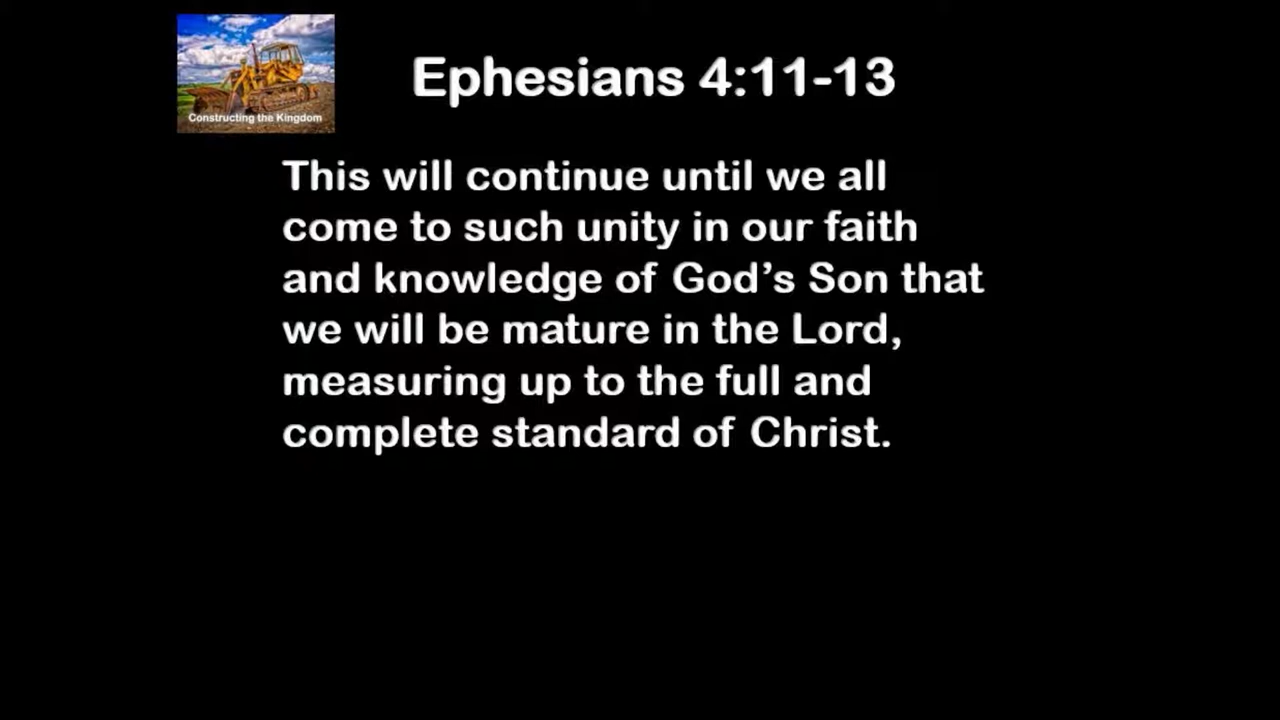 Constructing the Kingdom
Ephesians 4:11-13
This will continue until we all
come to such unity in our faith
and knowledge of God’s Son that
we will be mature in the Lord,
measuring up to the full and
complete standard of Christ.